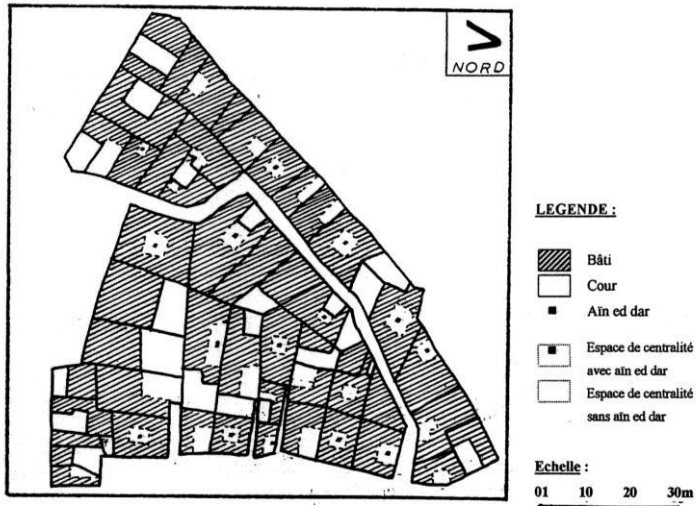 NORD
LEGENDE :
Bâti
Cour
Aïn ed dar
Espace de centralité
avec aïn ed dar
Espace de centralité
sans aïn ed dar
Echelle :
01 10 20 30m